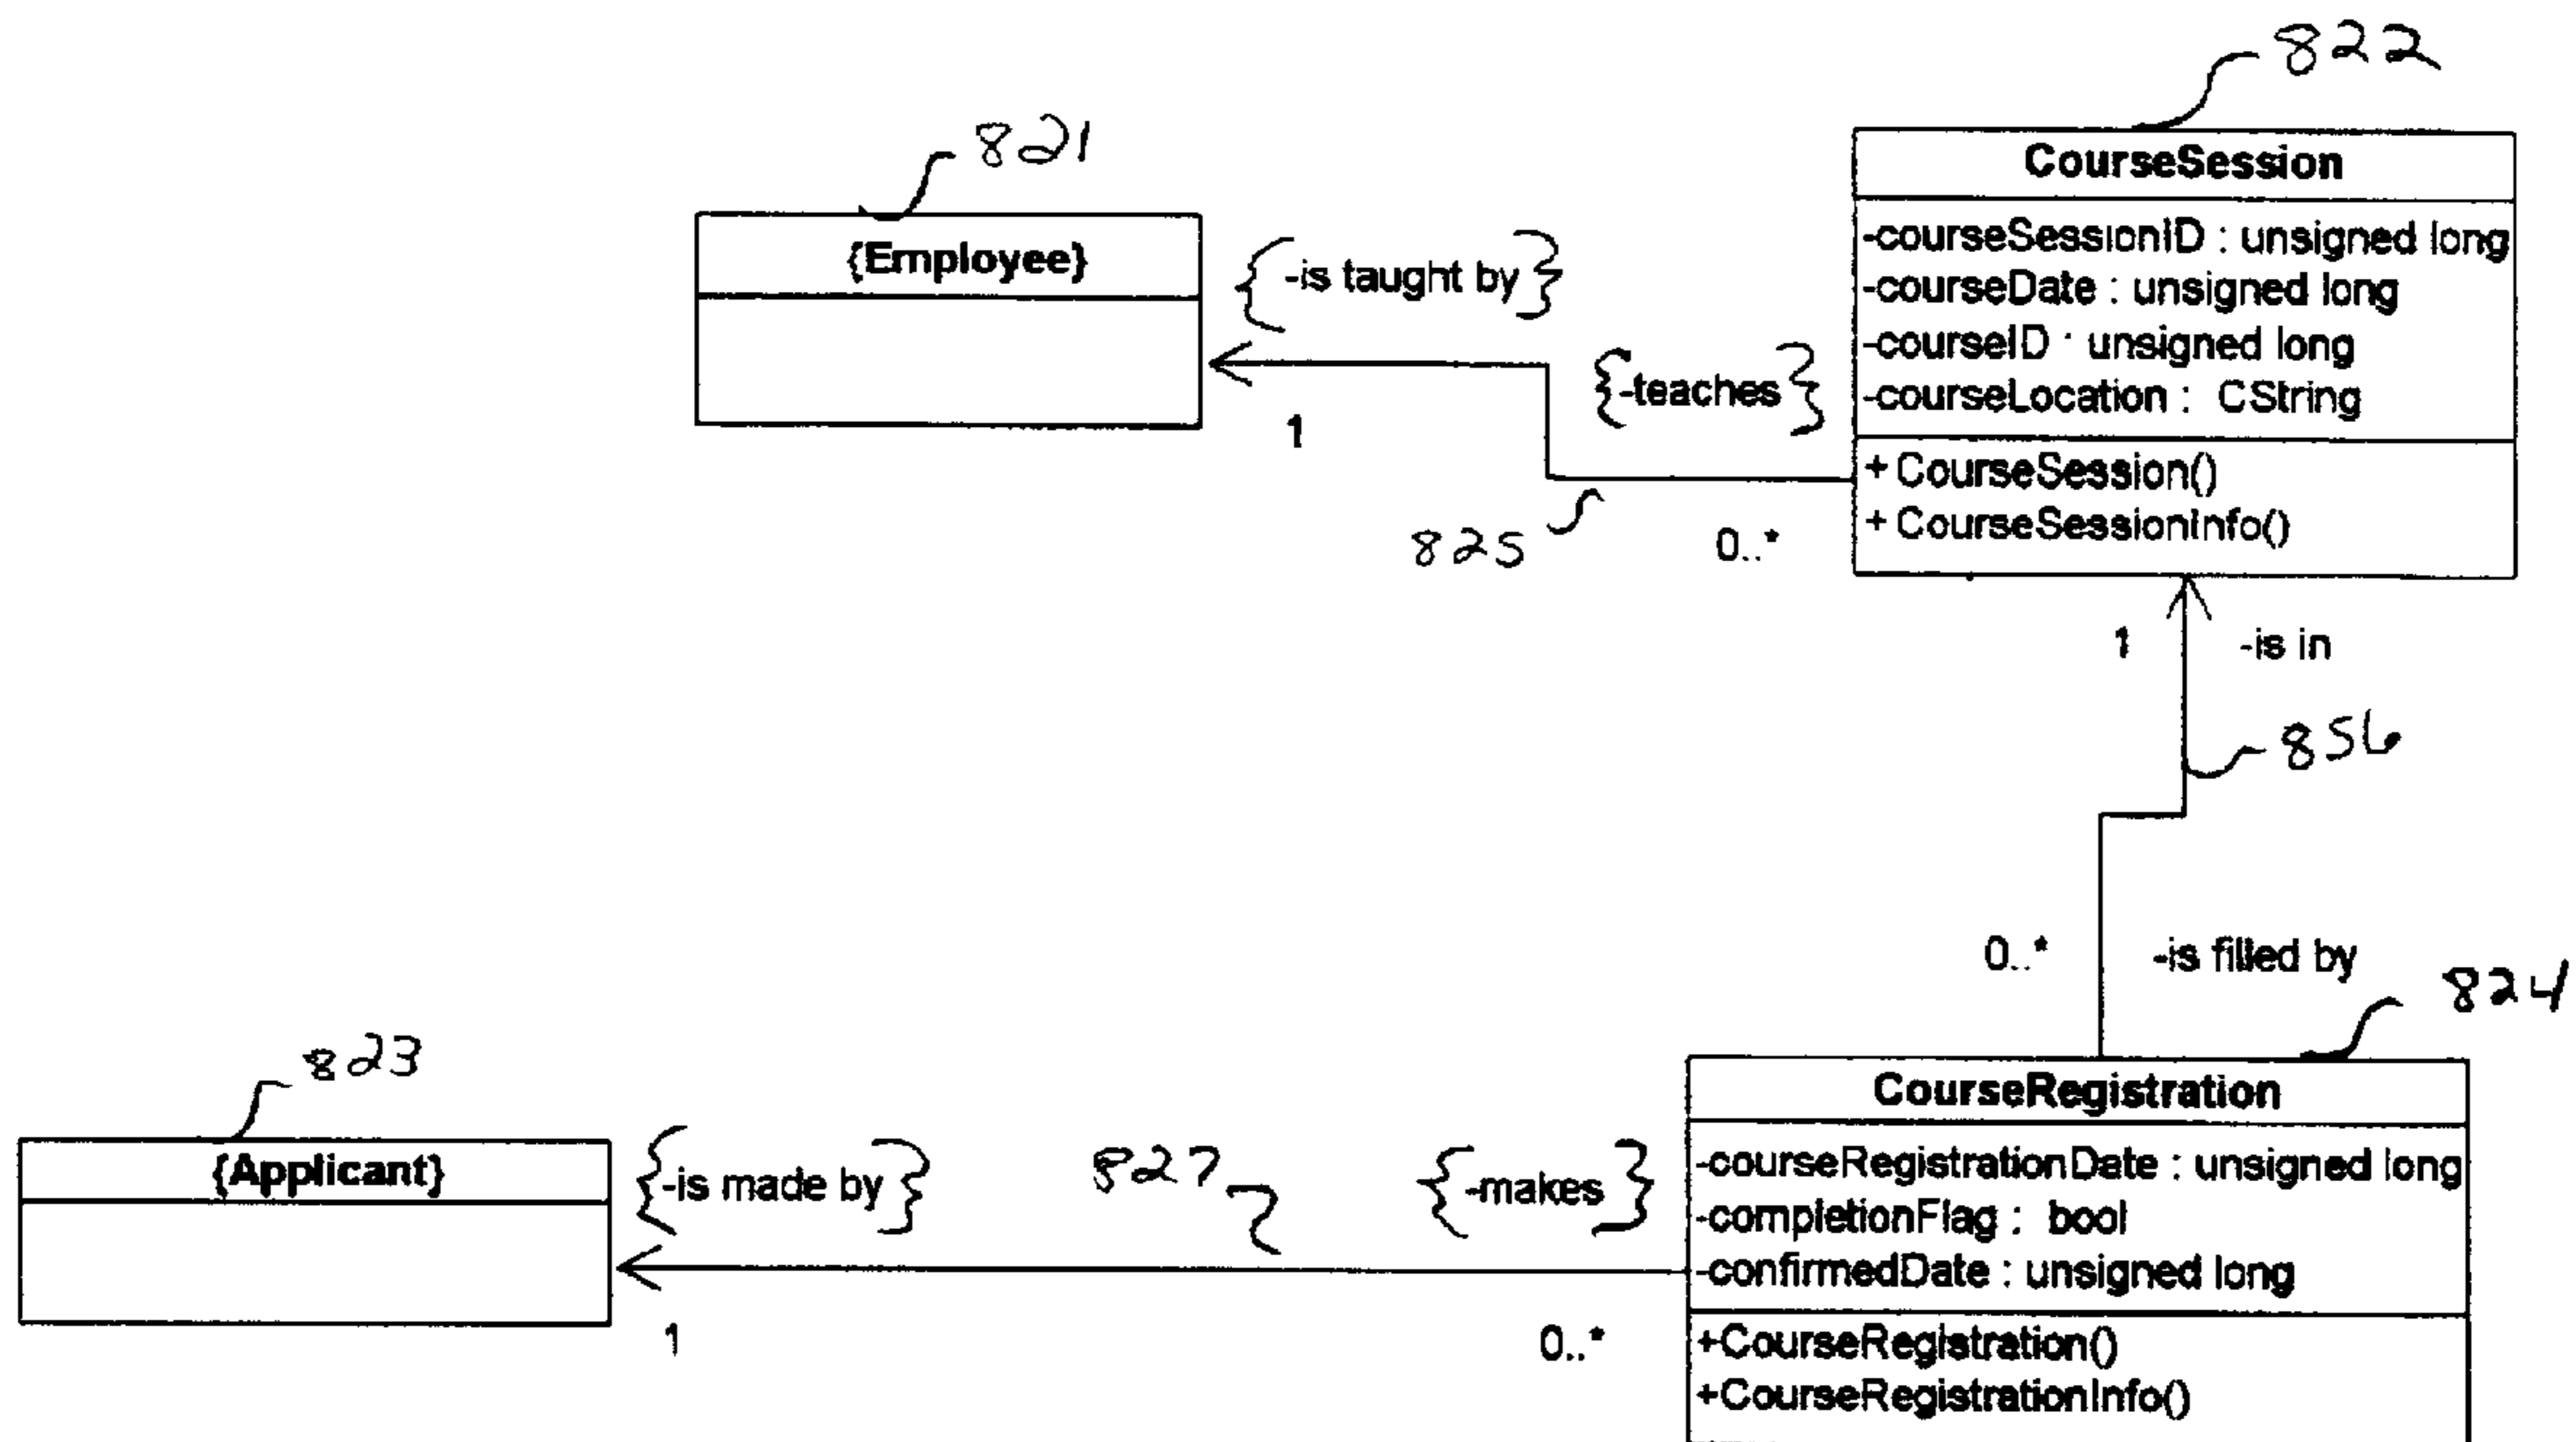 822
CourseSession
-courseSessionID : unsigned long
-courseDate : unsigned long
-courseID : unsigned long
-courseLocation : CString
+ CourseSession()
+ CourseSessionInfo()
821
{Employee}
{-is taught by}
{-teaches}
1
825
0..*
1
-is in
856
0..*
-is filled by
824
CourseRegistration
-courseRegistrationDate : unsigned long
-completionFlag : bool
-confirmedDate : unsigned long
+CourseRegistration()
+CourseRegistrationInfo()
823
{Applicant}
{-is made by}
827
{-makes}
1
0..*